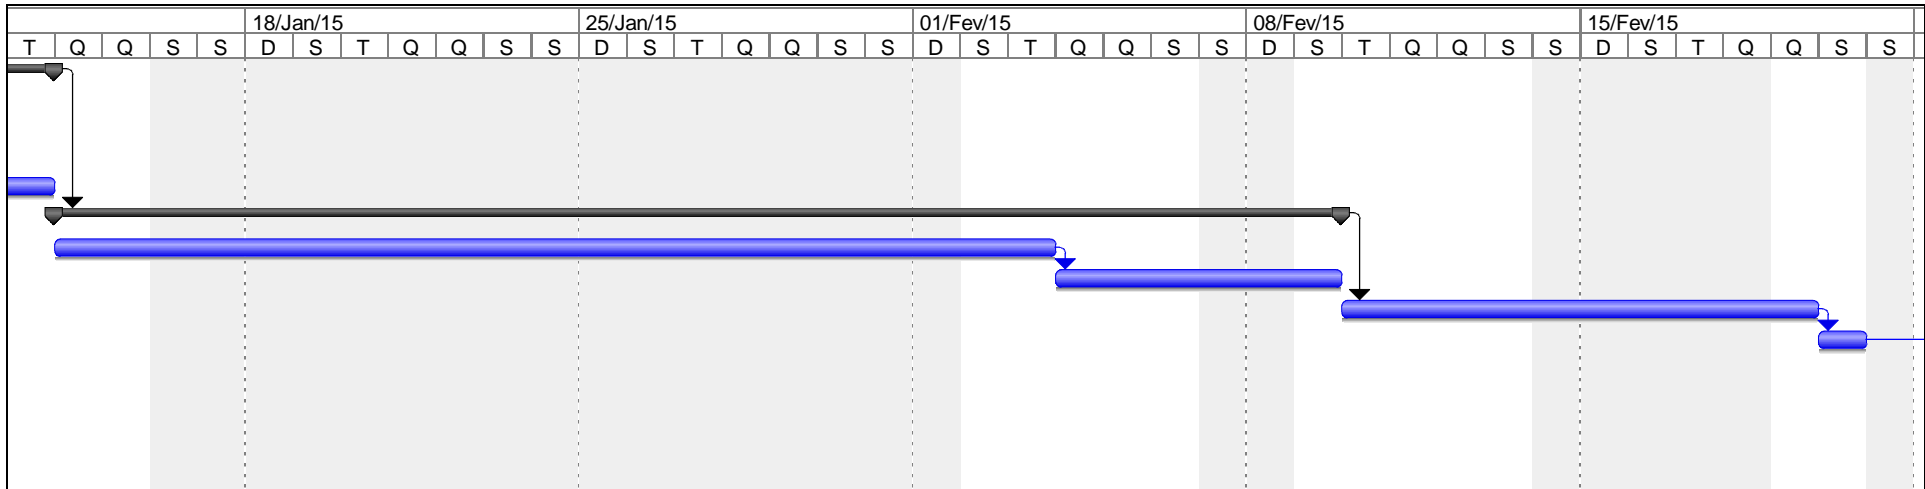 18/Jan/15 25/Jan/15 01/Fev/15 08/Fev/15 15/Fev/15
T Q Q S S D S T Q Q S S D S T Q Q S S D S T Q Q S S D S T Q Q S S D S T Q Q S S